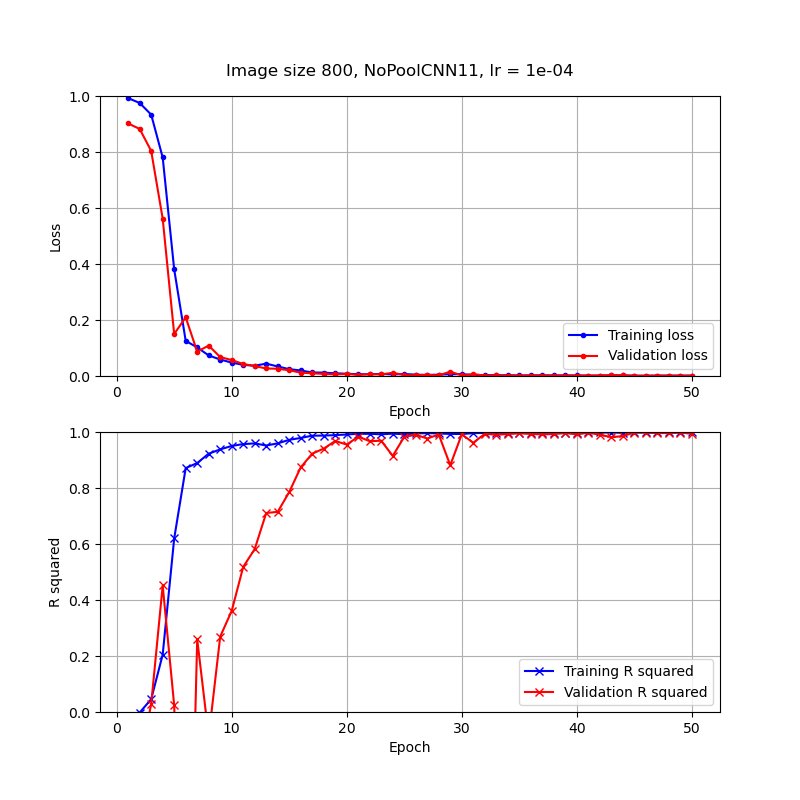 Image size 800, NoPoolCNN11, lr = 1e-04
1.0
0.8
0.6
0.4
0.2
0.0
Loss
Training loss
Validation loss
0 10 20 30 40 50
Epoch
1.0
0.8
0.6
0.4
0.2
0.0
R squared
Training R squared
Validation R squared
0 10 20 30 40 50
Epoch